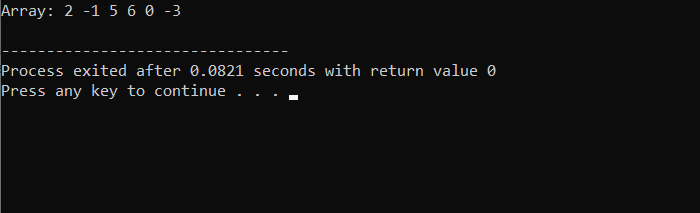 Array: 2 -1 5 6 0 -3
--------------------------------
Process exited after 0.0821 seconds with return value 0
Press any key to continue . . .